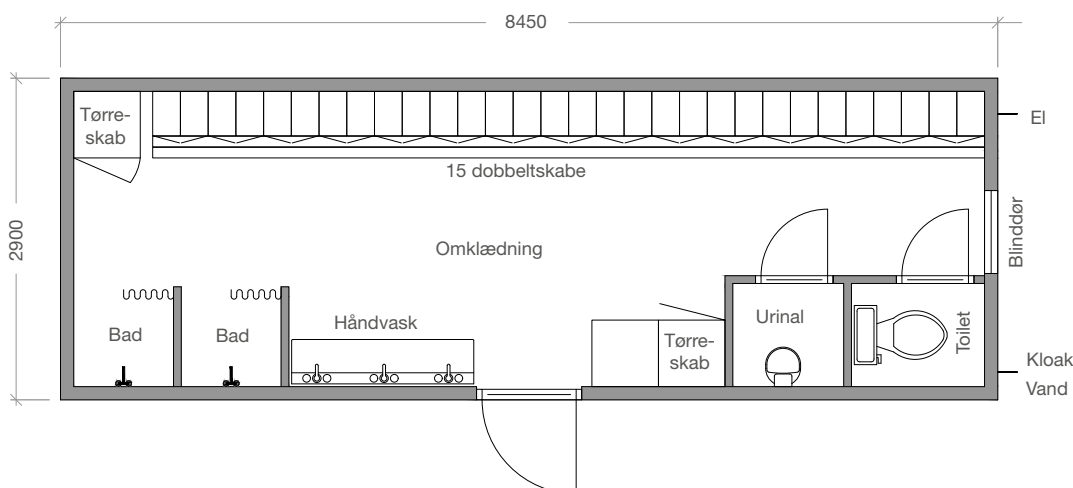 8450
Tørre-
skab
El
15 dobbeltskabe
2900
Omklædning
Blinddør
Bad
Bad
Håndvask
Urinal
Toilet
Tørre-
skab
Kloak
Vand